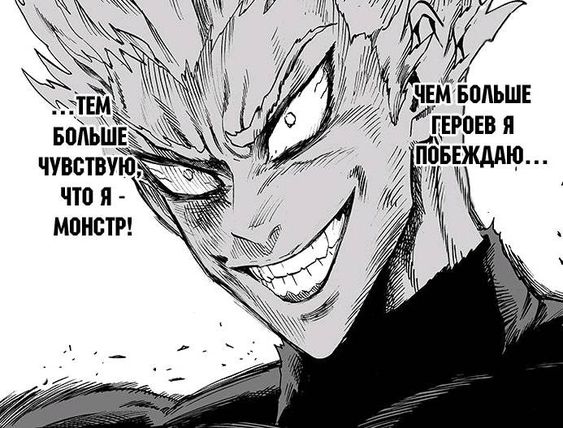 ЧЕМ БОЛЬШЕ
ГЕРОЕВ Я
ПОБЕЖДАЮ...
...ТЕМ
БОЛЬШЕ
ЧУВСТВУЮ,
ЧТО Я -
МОНСТР!